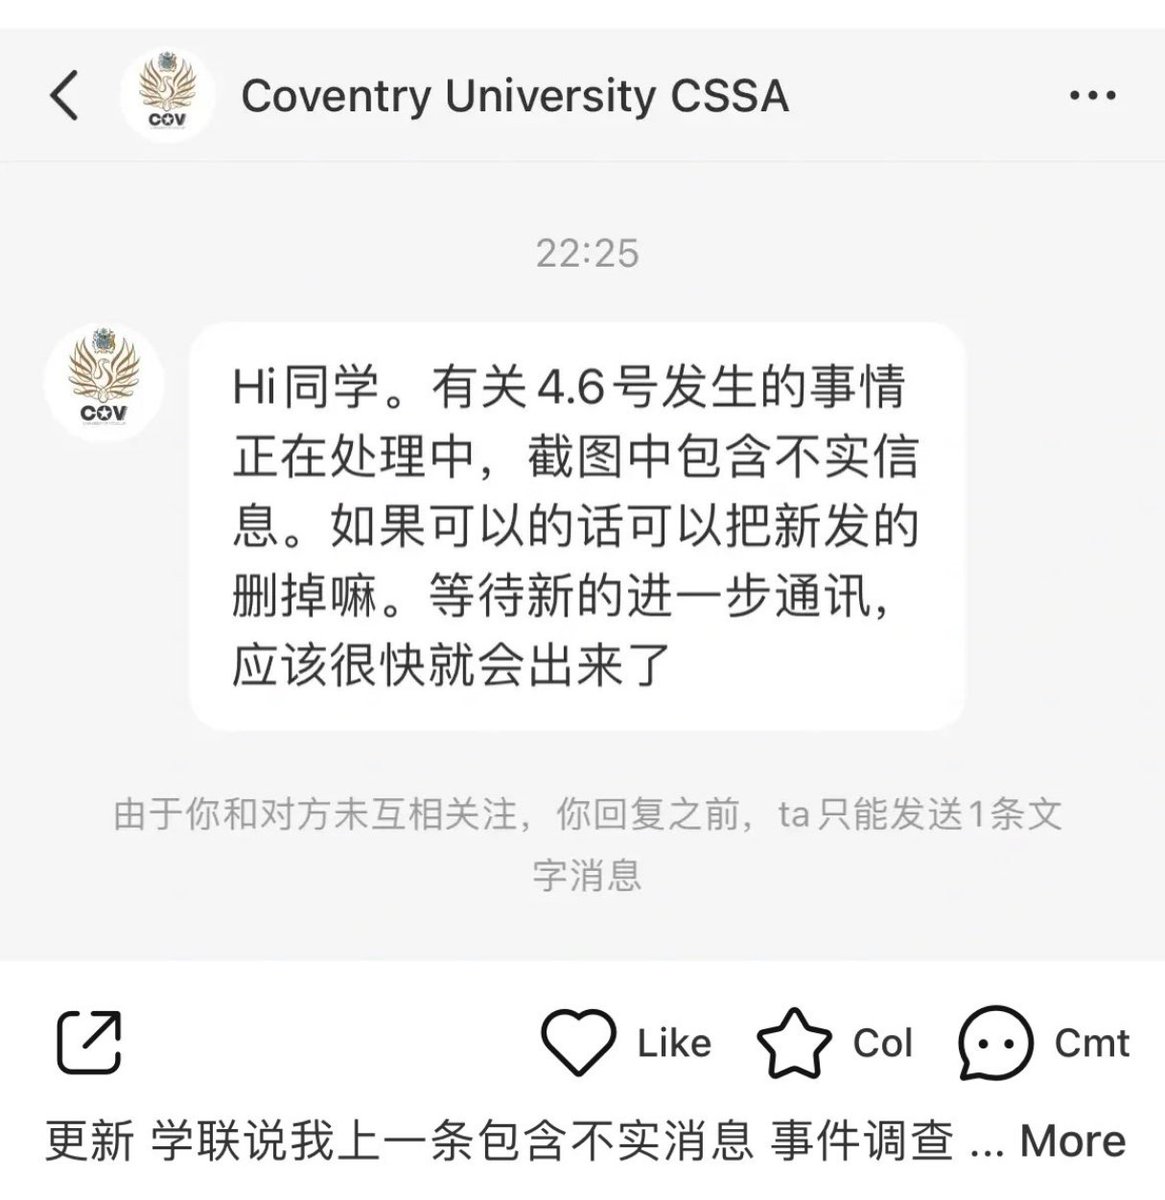 Coventry University CSSA
COV
22:25
COV
Hi同学。有关4.6号发生的事情
正在处理中，截图中包含不实信
息。如果可以的话可以把新发的
删掉嘛。等待新的进一步通讯，
应该很快就会出来了
由于你和对方未互相关注，你回复之前，ta只能发送1条文
字消息
Like
Col
Cmt
更新 学联说我上一条包含不实消息 事件调查 ... More